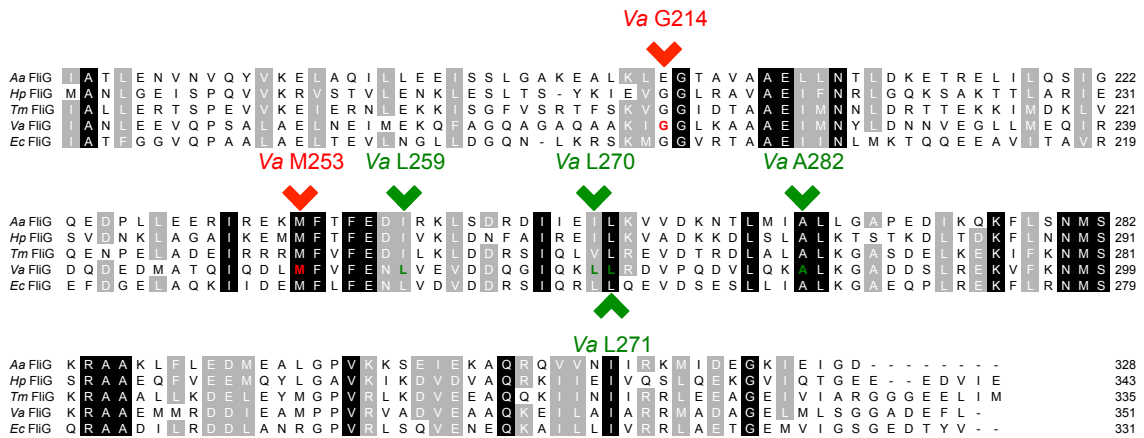 Va G214
Aa FliG I A T L E N V N V Q Y V K E L A Q I L L E E I S S L G A K E A L K L E G T A V A A E L L N T L D K E T R E L I L Q S I G 222
Hp FliG M A N L G E I S P Q V V K R V S T V L E N K L E S L T S - Y K I E V G G L R A V A E I F N R L G Q K S A K T T L A R I E 231
Tm FliG I A L L E R T S P E V V K E I E R N L E K K I S G F V S R T F S K V G G I D T A A E I M N N L D R T T E K K I M D K L V 221
Va FliG I A N L E E V Q P S A L A E L N E I M E K Q F A G Q A G A Q A A K I G G L K A A A E I M N Y L D N N V E G L L M E Q I R 239
Ec FliG I A T F G G V Q P A A L A E L T E V L N G L L D G Q N - L K R S K M G G V R T A A E I I N L M K T Q Q E E A V I T A V R 219
Va M253 Va L259 Va L270 Va A282
Aa FliG Q E D P L L E E R I R E K M F T F E D I R K L S D R D I I E I L K V V D K N T L M I A L L G A P E D I K Q K F L S N M S 282
Hp FliG S V D N K L A G A I K E M M F T F E D I V K L D N F A I R E I L K V A D K K D L S L A L K T S T K D L T D K F L N N M S 291
Tm FliG Q E N P E L A D E I R R R M F T F E D I L K L D D R S I Q L V L R E V D T R D L A L A L K G A S D E L K E K I F K N M S 281
Va FliG D Q D E D M A T Q I Q D L M F V F E N L V E V D D Q G I Q K L L R D V P Q D V L Q K A L K G A D D S L R E K V F K N M S 299
Ec FliG E F D G E L A Q K I I D E M F L F E N L V D V D D R S I Q R L L Q E V D S E S L L I A L K G A E Q P L R E K F L R N M S 279
Va L271
Aa FliG K R A A K L F L E D M E A L G P V K K S E I E K A Q R Q V V N I I R K M I D E G K I E I G D - - - - - - - 328
Hp FliG S R A A E Q F V E E M Q Y L G A V K I K D V D V A Q R K I I E I V Q S L Q E K G V I Q T G E E - E D V I E 343
Tm FliG K R A A A L L K D E L E Y M G P V R L K D V E E A Q Q K I I N I I R R L E E A G E I V I A R G G G E E L I M 335
Va FliG K R A A E M M R D D I E A M P P V R V A D V E A A Q K E I L A I A R R M A D A G E L M L S G G A D E F L - 351
Ec FliG Q R A A D I L R D D L A N R G P V R L S Q V E N E Q K A I L L I V R R L A E T G E M V I G S G E D T Y V - 331